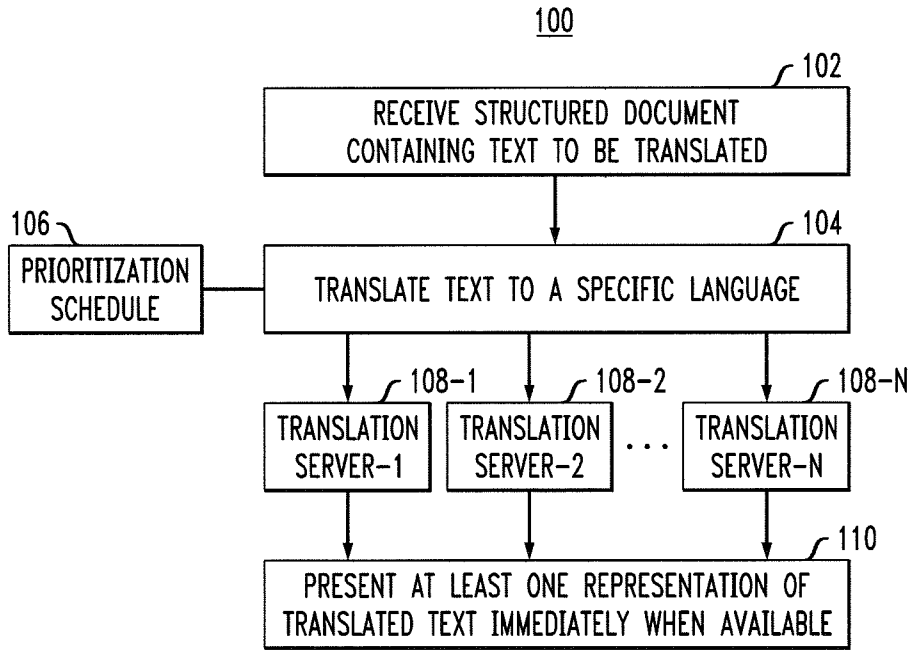 100
102
RECEIVE STRUCTURED DOCUMENT
CONTAINING TEXT TO BE TRANSLATED
106
104
PRIORITIZATION
SCHEDULE
TRANSLATE TEXT TO A SPECIFIC LANGUAGE
108-1
108-2
108-N
TRANSLATION
SERVER-1
TRANSLATION
SERVER-2
...
TRANSLATION
SERVER-N
110
PRESENT AT LEAST ONE REPRESENTATION OF
TRANSLATED TEXT IMMEDIATELY WHEN AVAILABLE